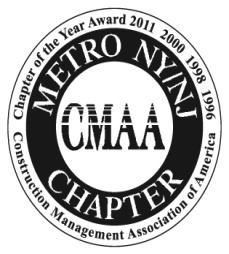 Chapter of the Year Award 2011 2000 1998 1996
METRO NY/NJ
CMAA
CHAPTER
Construction Management Association of America